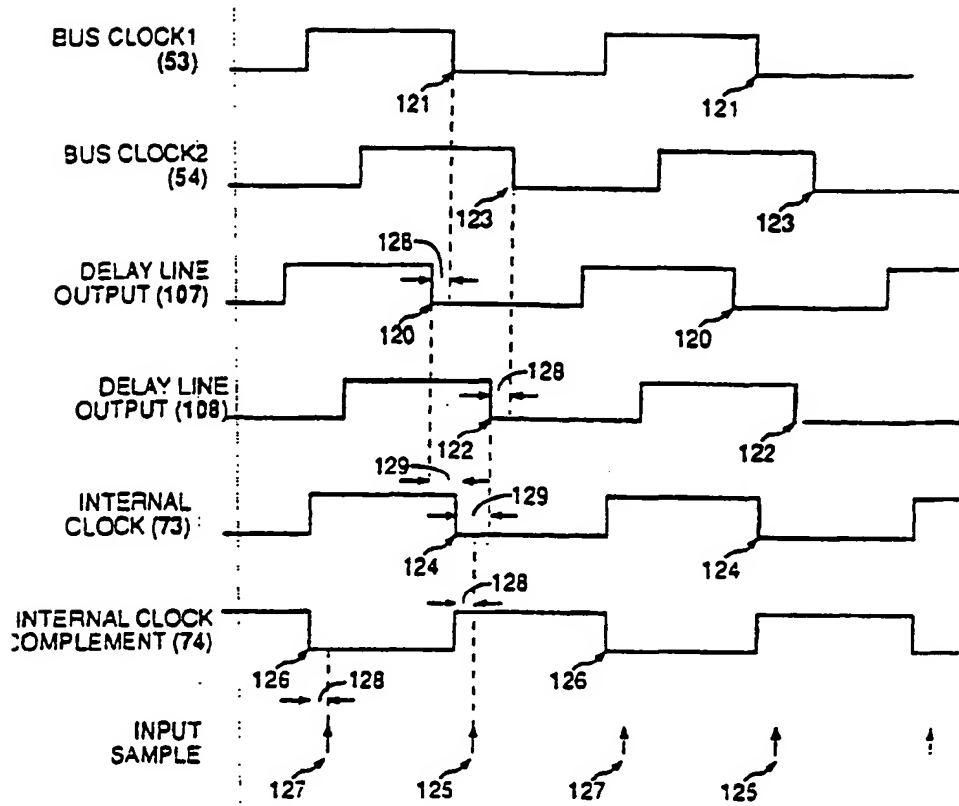 BUS CLOCK1
(53)
121
121
BUS CLOCK2
(54)
123
123
128
DELAY LINE
OUTPUT (107)
120
120
128
DELAY LINE
OUTPUT (108)
122
122
129
129
INTERNAL
CLOCK (73)
124
124
128
INTERNAL CLOCK
COMPLEMENT (74)
126
128
126
INPUT
SAMPLE
127
125
127
125